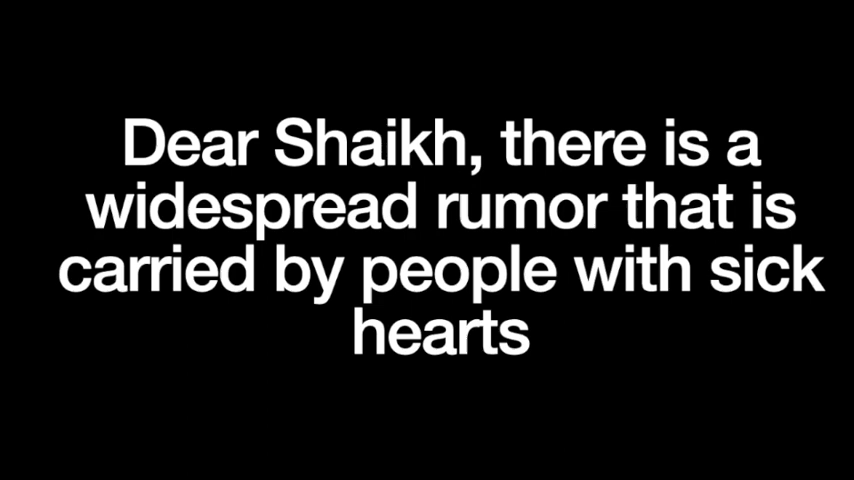 Dear Shaikh, there is a
widespread rumor that is
carried by people with sick
hearts